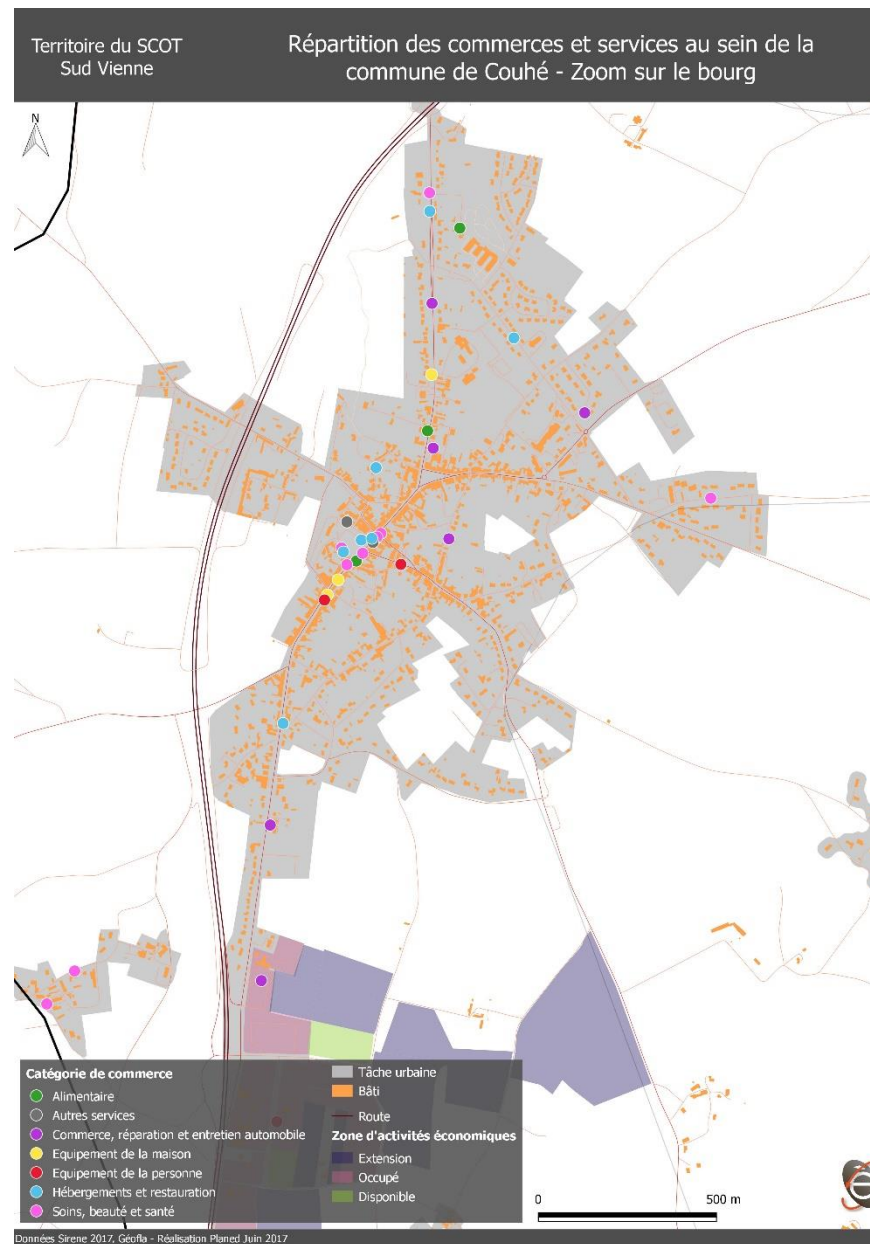 Territoire du SCOT
Sud Vienne
Répartition des commerces et services au sein de la
commune de Couhé - Zoom sur le bourg
N
Catégorie de commerce
Alimentaire
Autres services
Commerce, réparation et entretien automobile
Equipement de la maison
Equipement de la personne
Hébergements et restauration
Soins, beauté et santé
Tâche urbaine
Bâti
Route
Zone d'activités économiques
Extension
Occupé
Disponible
0 500 m
Données Sirene 2017, Géofla - Réalisation Planed Juin 2017